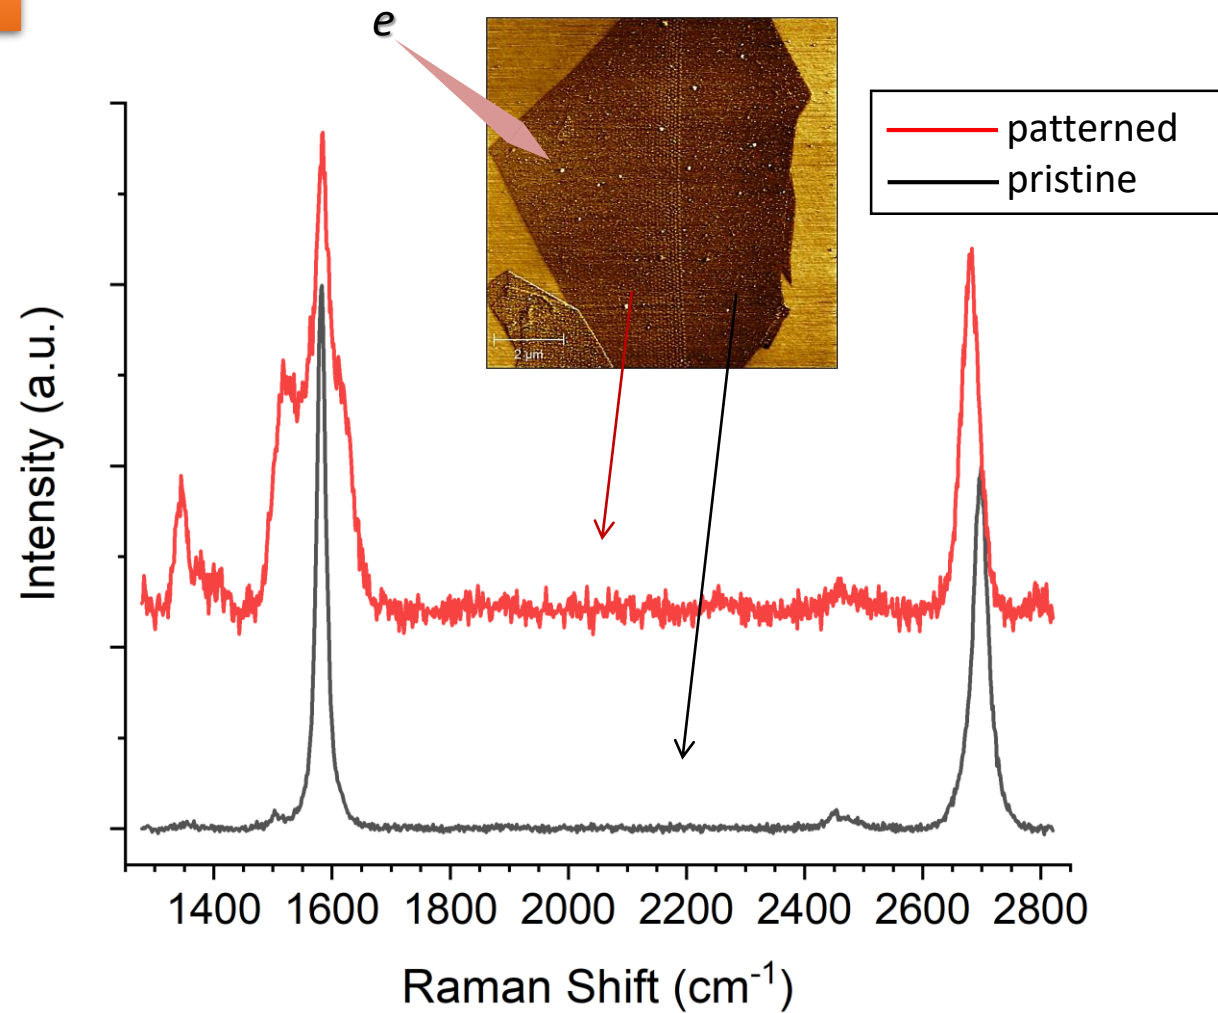 e
patterned
pristine
2 µm
Intensity (a.u.)
1400 1600 1800 2000 2200 2400 2600 2800
Raman Shift (cm⁻¹)